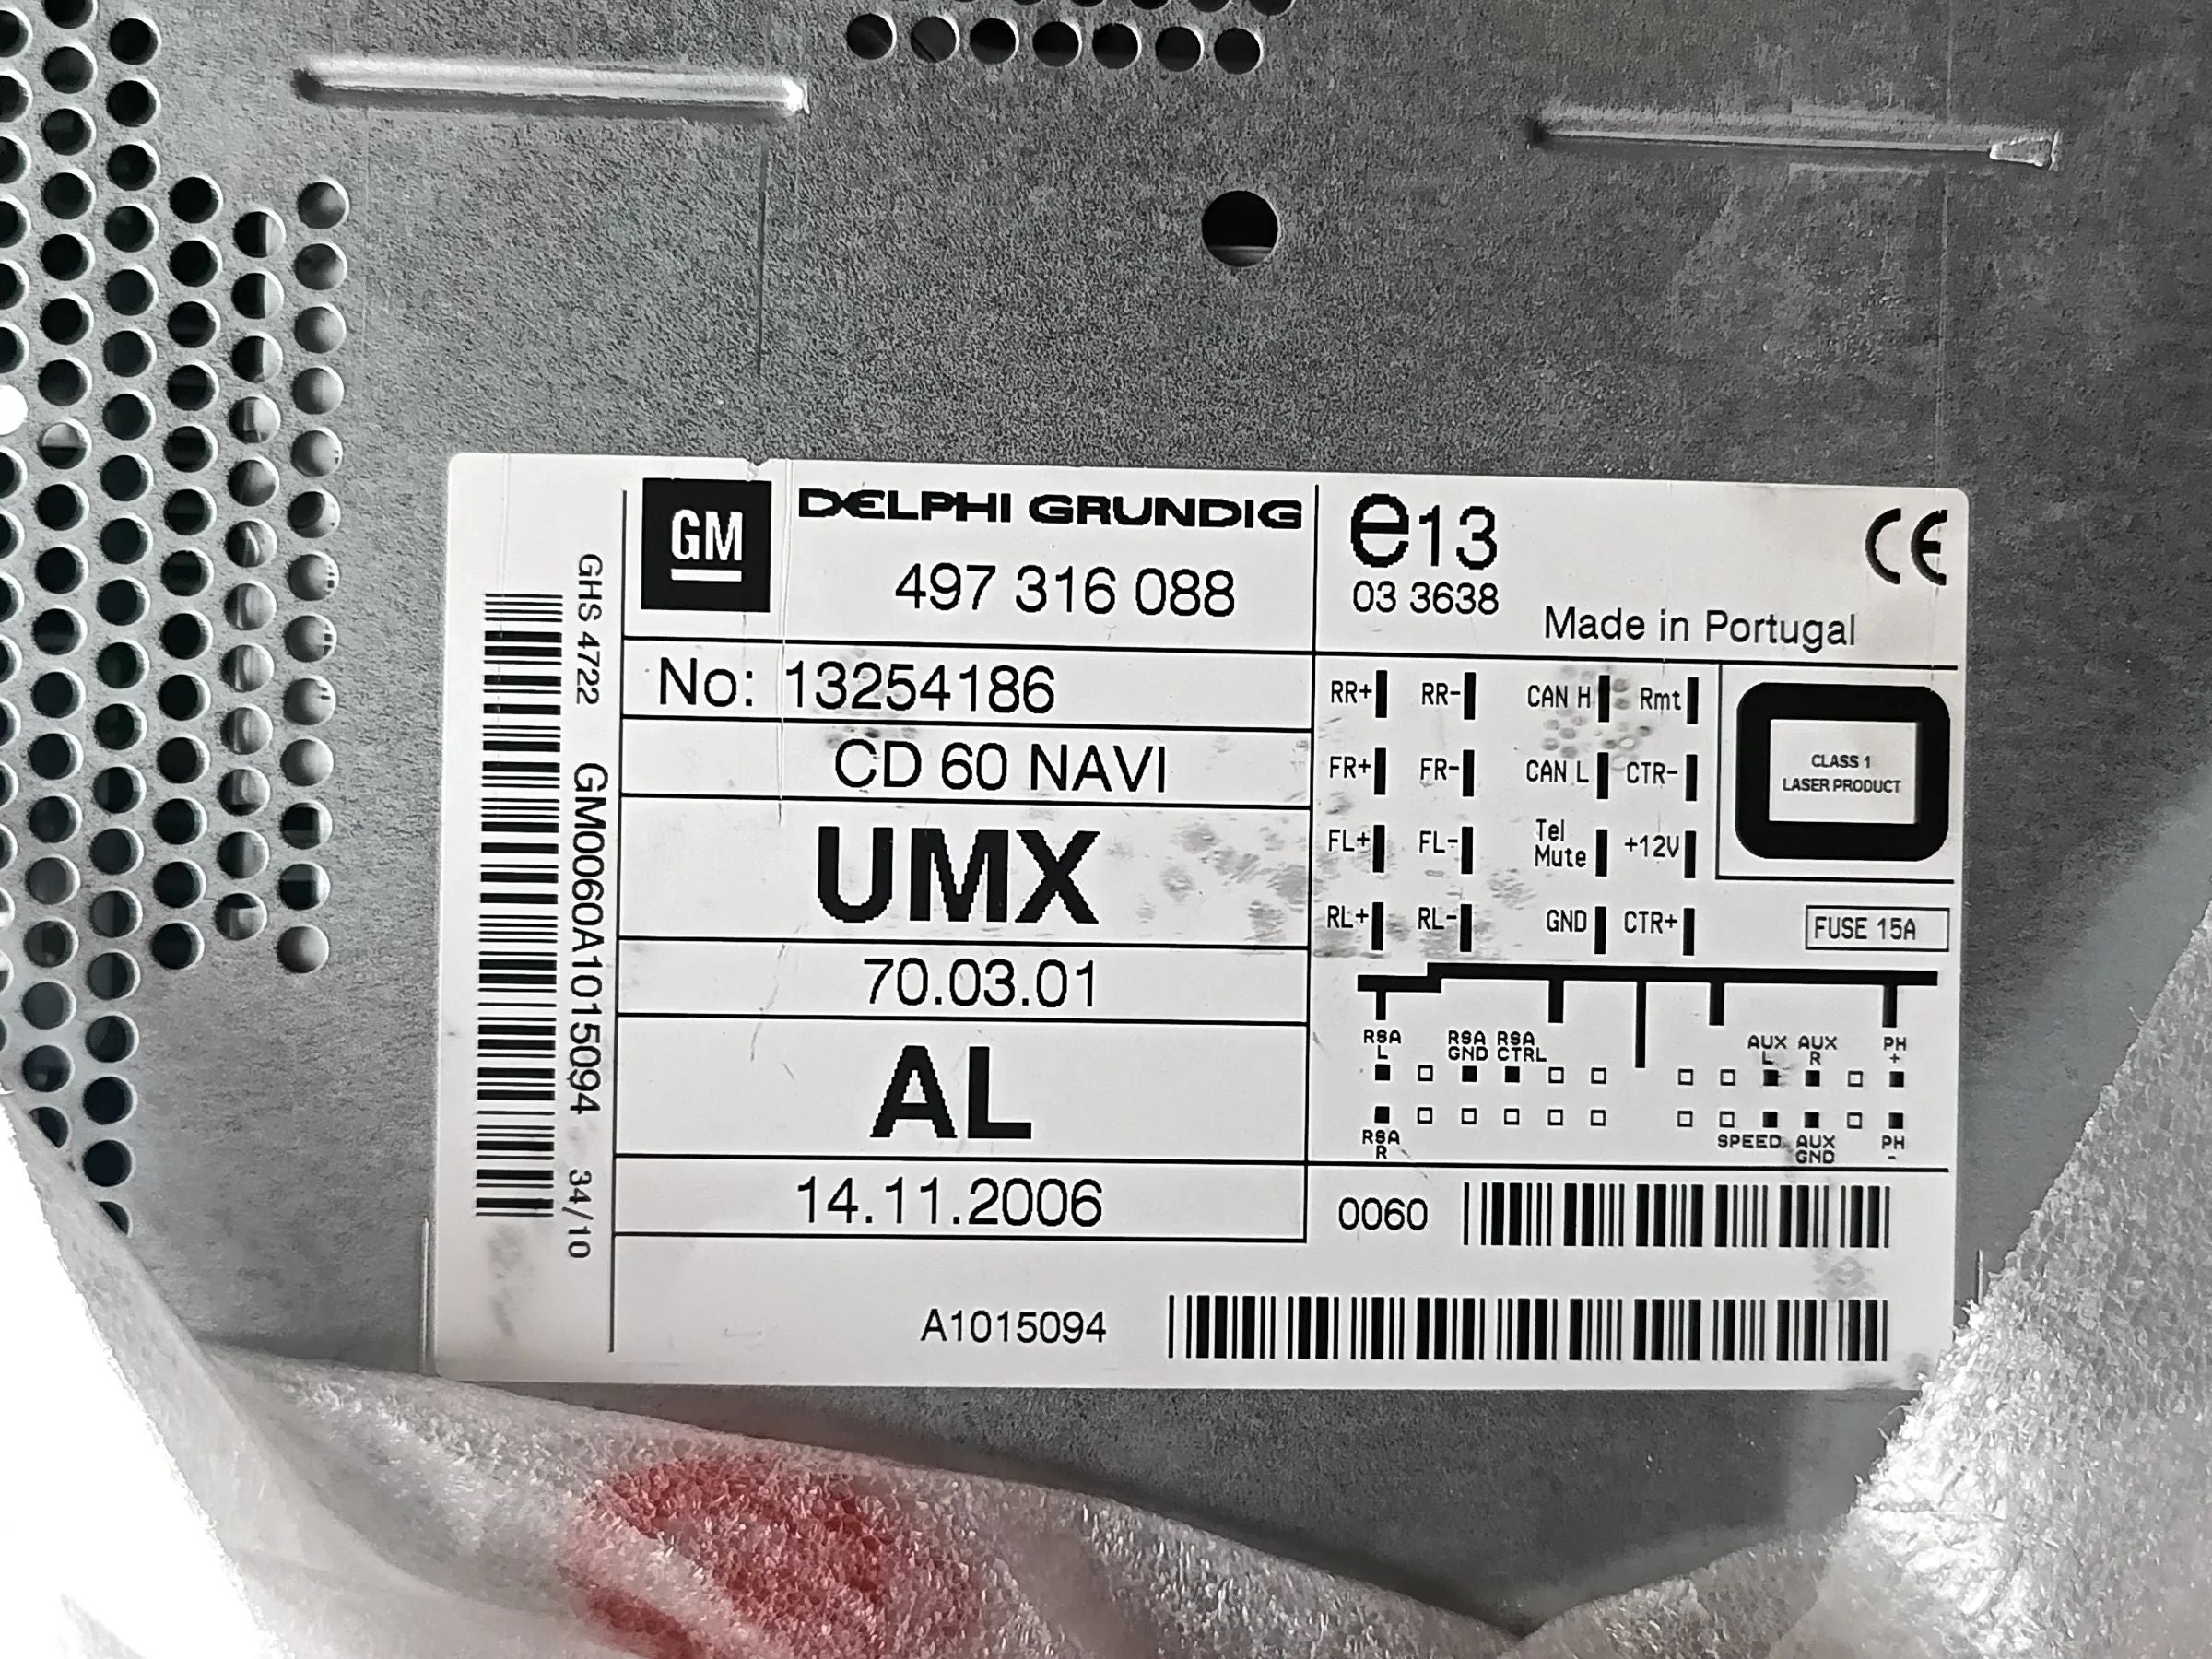 GHS 4722 GM0060A1015094 34/10
GM
DELPHI GRUNDIG
497 316 088
No: 13254186
CD 60 NAVI
UMX
70.03.01
AL
14.11.2006
A1015094
e13
03 3638
CE
Made in Portugal
RR+ RR- CAN H Rmt
FR+ FR- CAN L CTR-
FL+ FL- Tel Mute +12V
RL+ RL- GND CTR+
CLASS 1
LASER PRODUCT
FUSE 15A
RSA L RSA GND RSA CTRL AUX L AUX R PH +
RSA R SPEED AUX GND PH -
0060